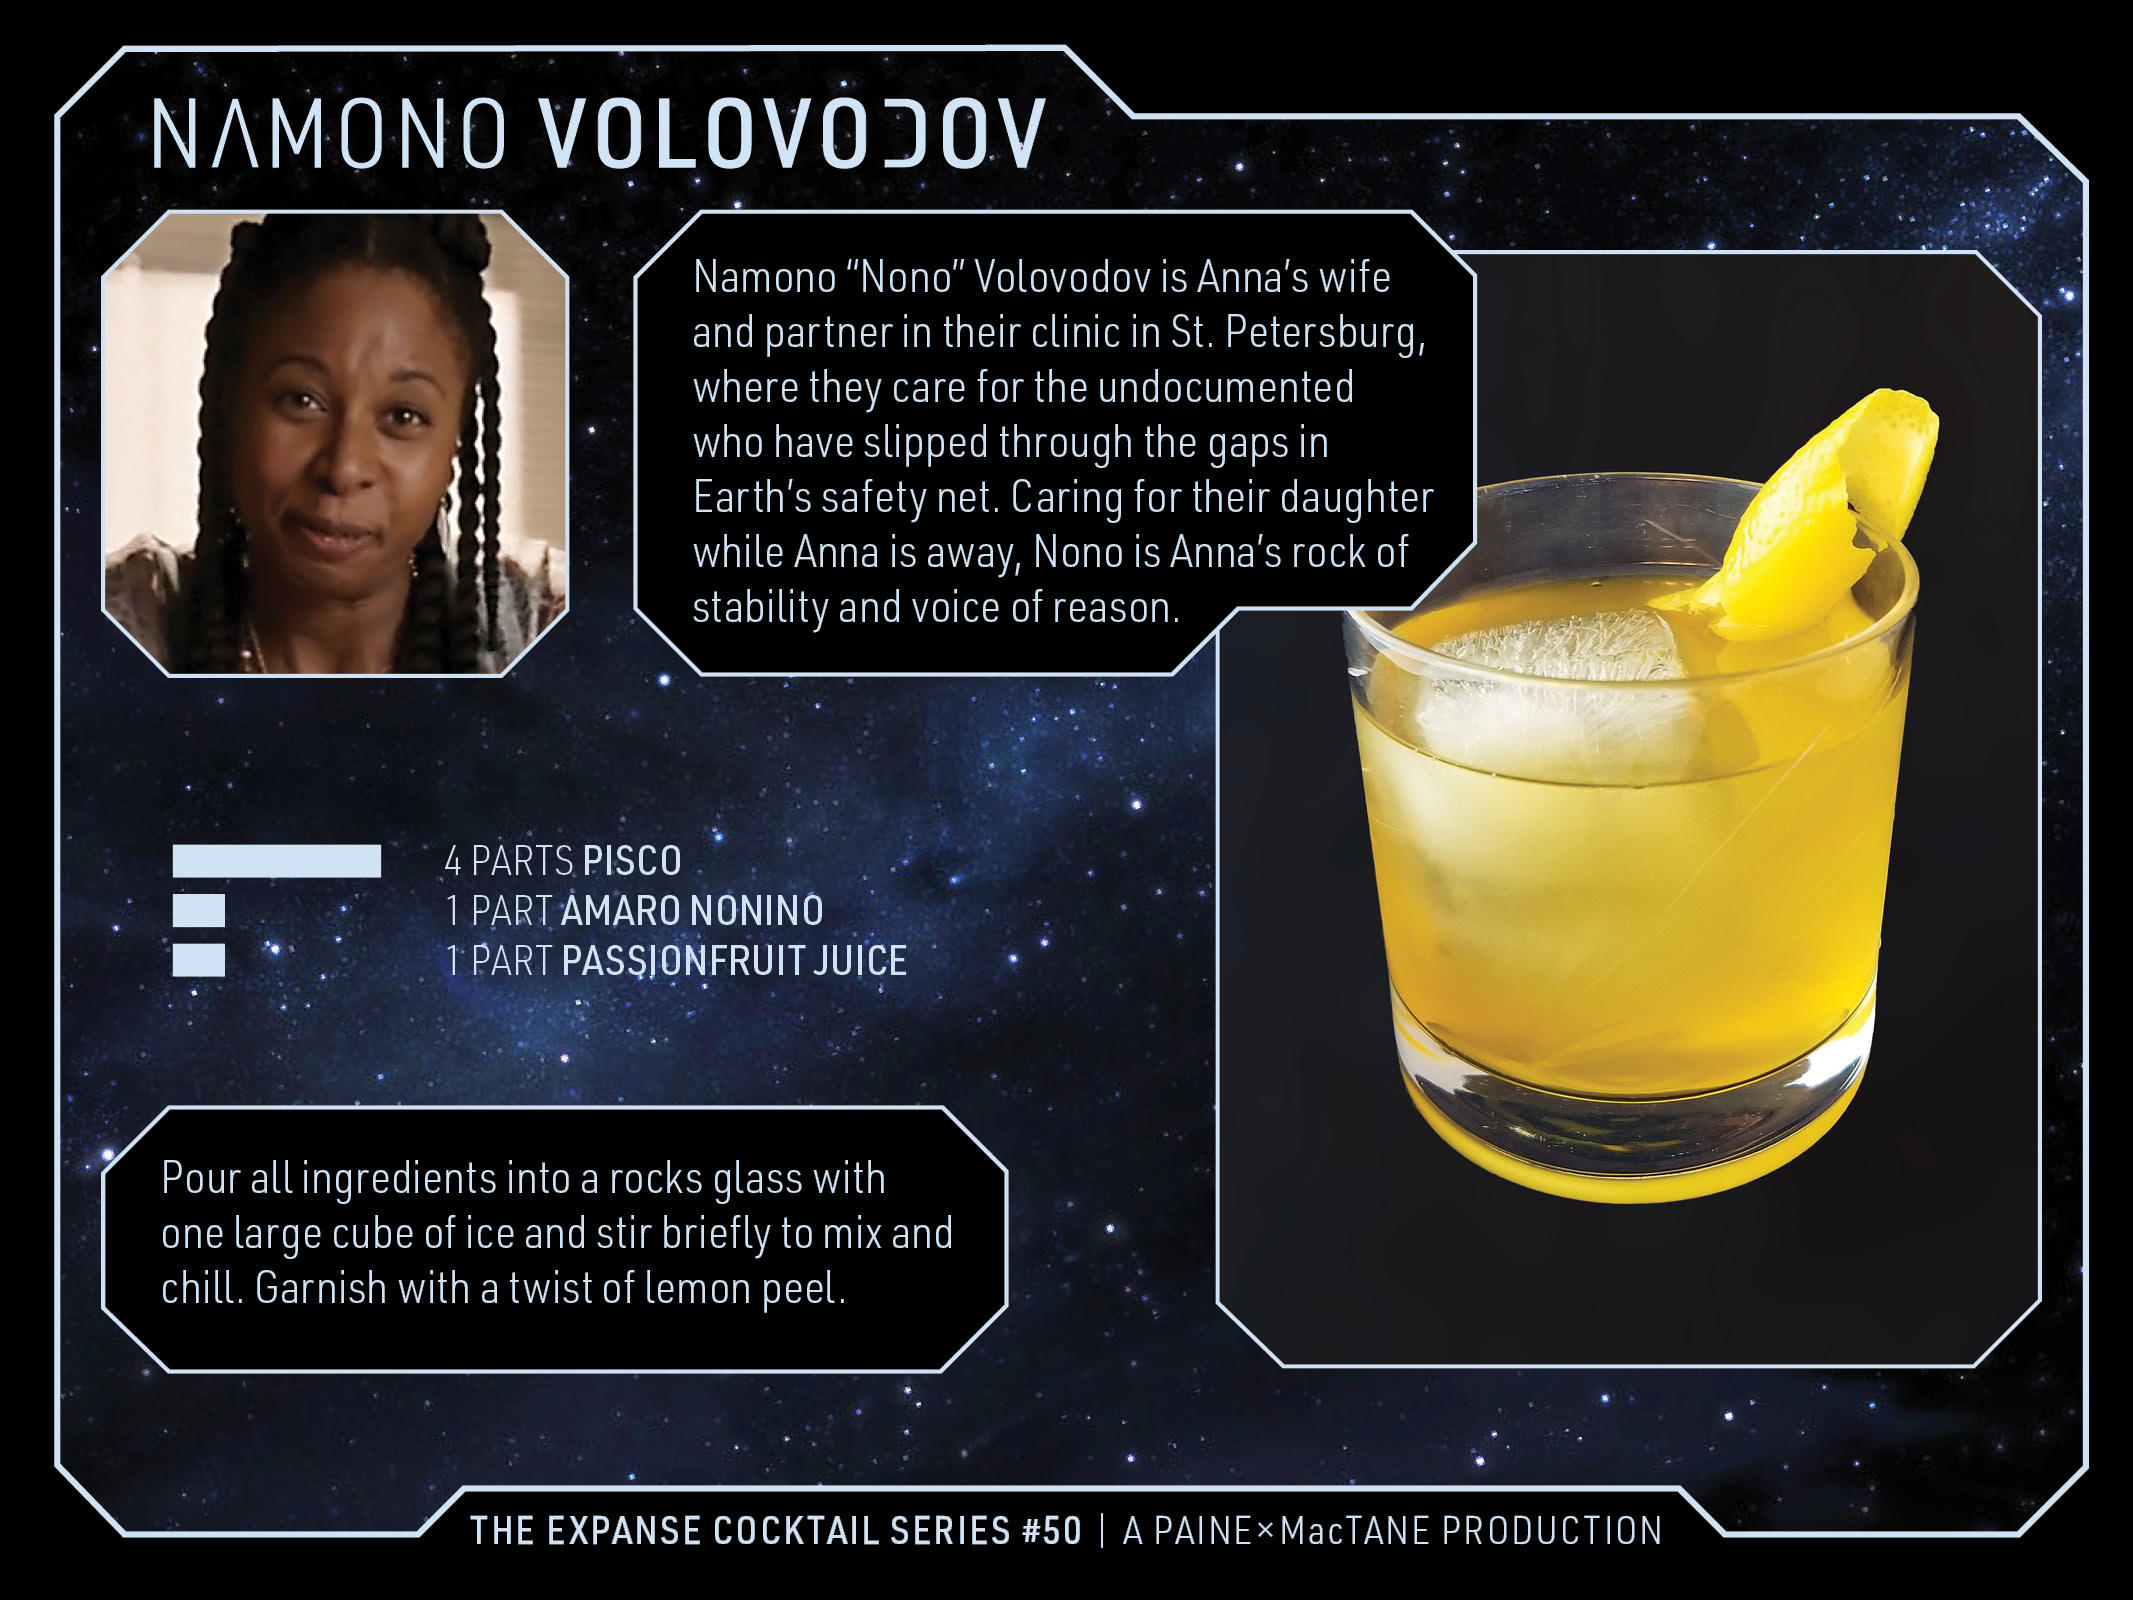 NAMONO VOLOVODOV
Namono “Nono” Volovodov is Anna’s wife
and partner in their clinic in St. Petersburg,
where they care for the undocumented
who have slipped through the gaps in
Earth’s safety net. Caring for their daughter
while Anna is away, Nono is Anna’s rock of
stability and voice of reason.
4 PARTS PISCO
1 PART AMARO NONINO
1 PART PASSIONFRUIT JUICE
Pour all ingredients into a rocks glass with
one large cube of ice and stir briefly to mix and
chill. Garnish with a twist of lemon peel.
THE EXPANSE COCKTAIL SERIES #50 | A PAINE×MacTANE PRODUCTION